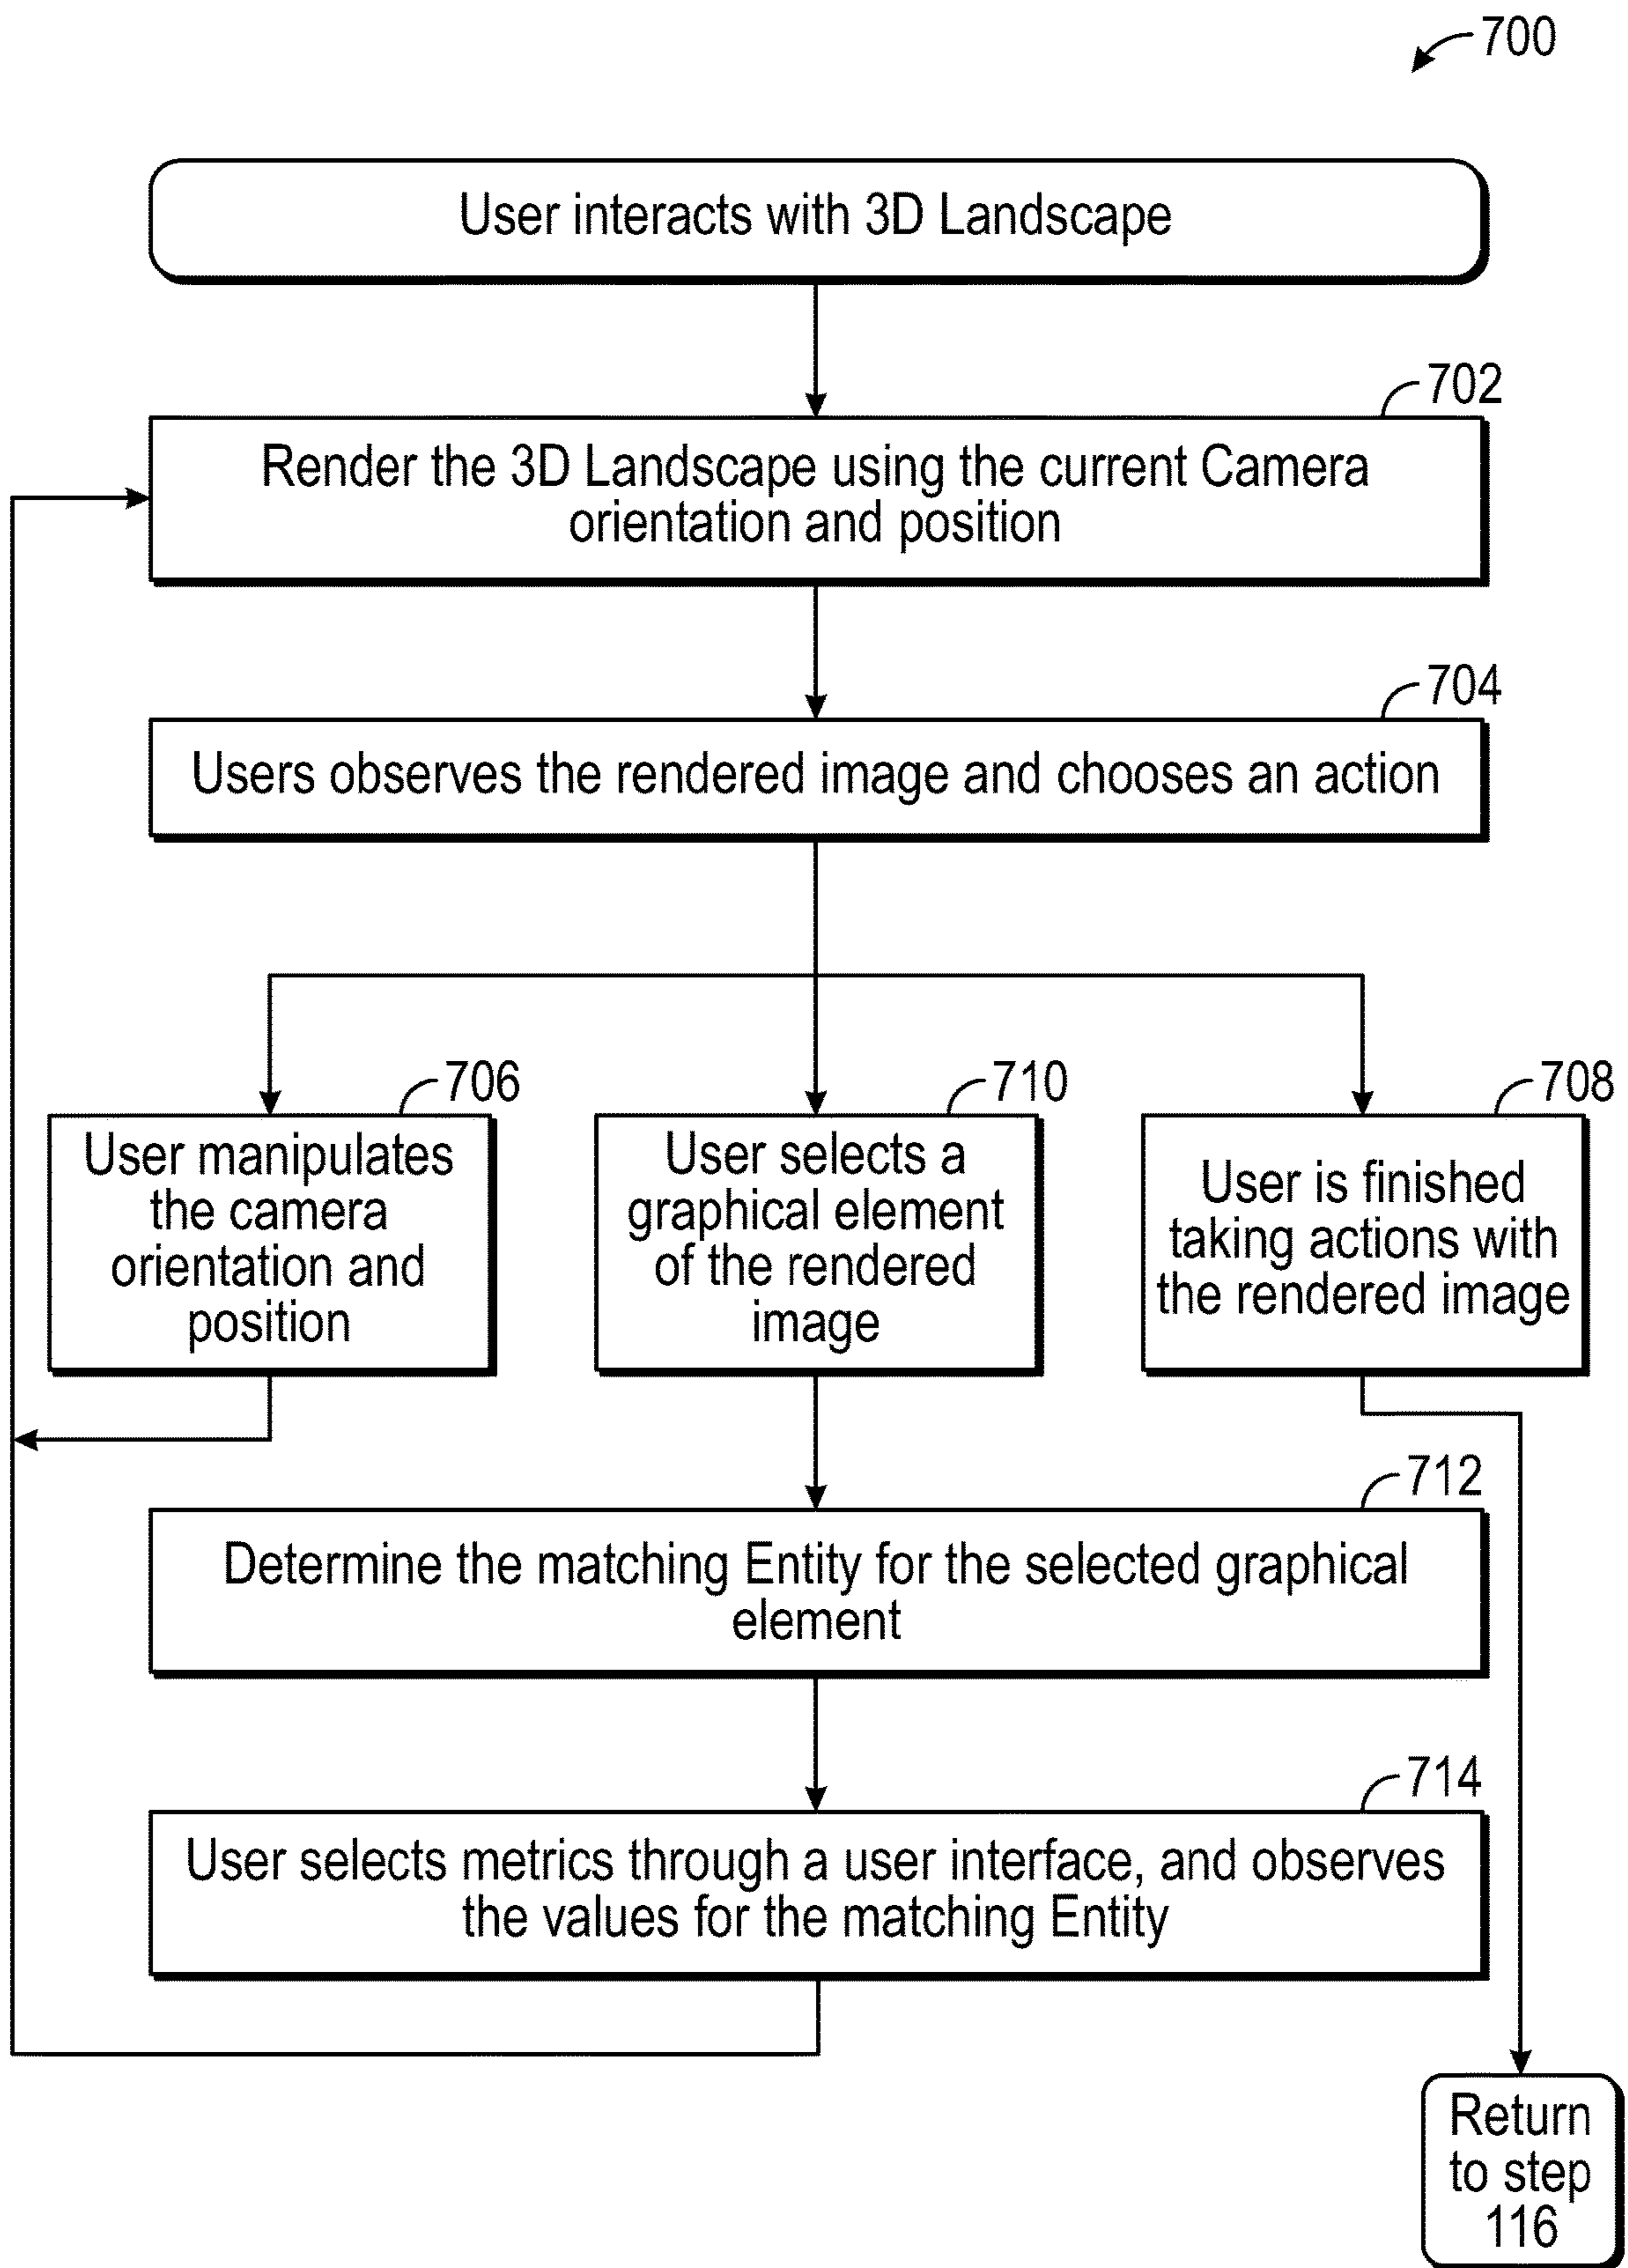 700
User interacts with 3D Landscape
702
Render the 3D Landscape using the current Camera
orientation and position
704
Users observes the rendered image and chooses an action
706
User manipulates
the camera
orientation and
position
710
User selects a
graphical element
of the rendered
image
708
User is finished
taking actions with
the rendered image
712
Determine the matching Entity for the selected graphical
element
714
User selects metrics through a user interface, and observes
the values for the matching Entity
Return
to step
116